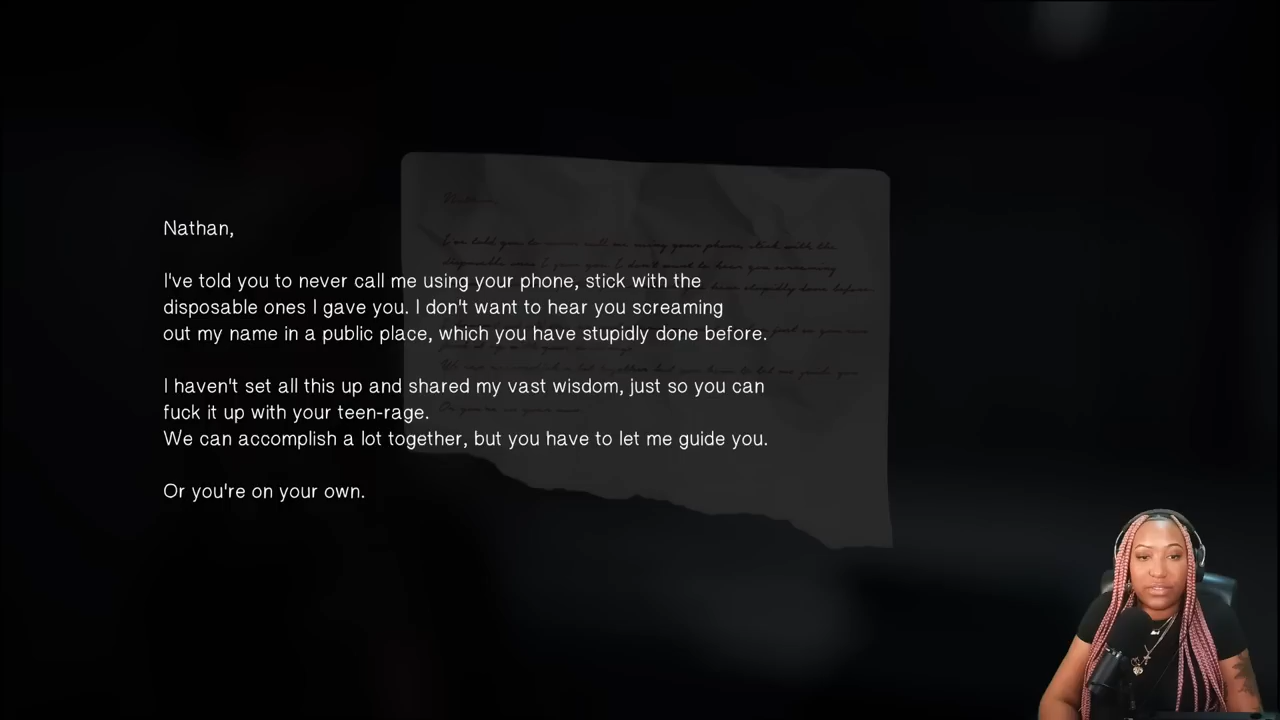 Nathan,
I've told you to never call me using your phone, stick with the
disposable ones I gave you. I don't want to hear you screaming
out my name in a public place, which you have stupidly done before.
I haven't set all this up and shared my vast wisdom, just so you can
fuck it up with your teen-rage.
We can accomplish a lot together, but you have to let me guide you.
Or you're on your own.